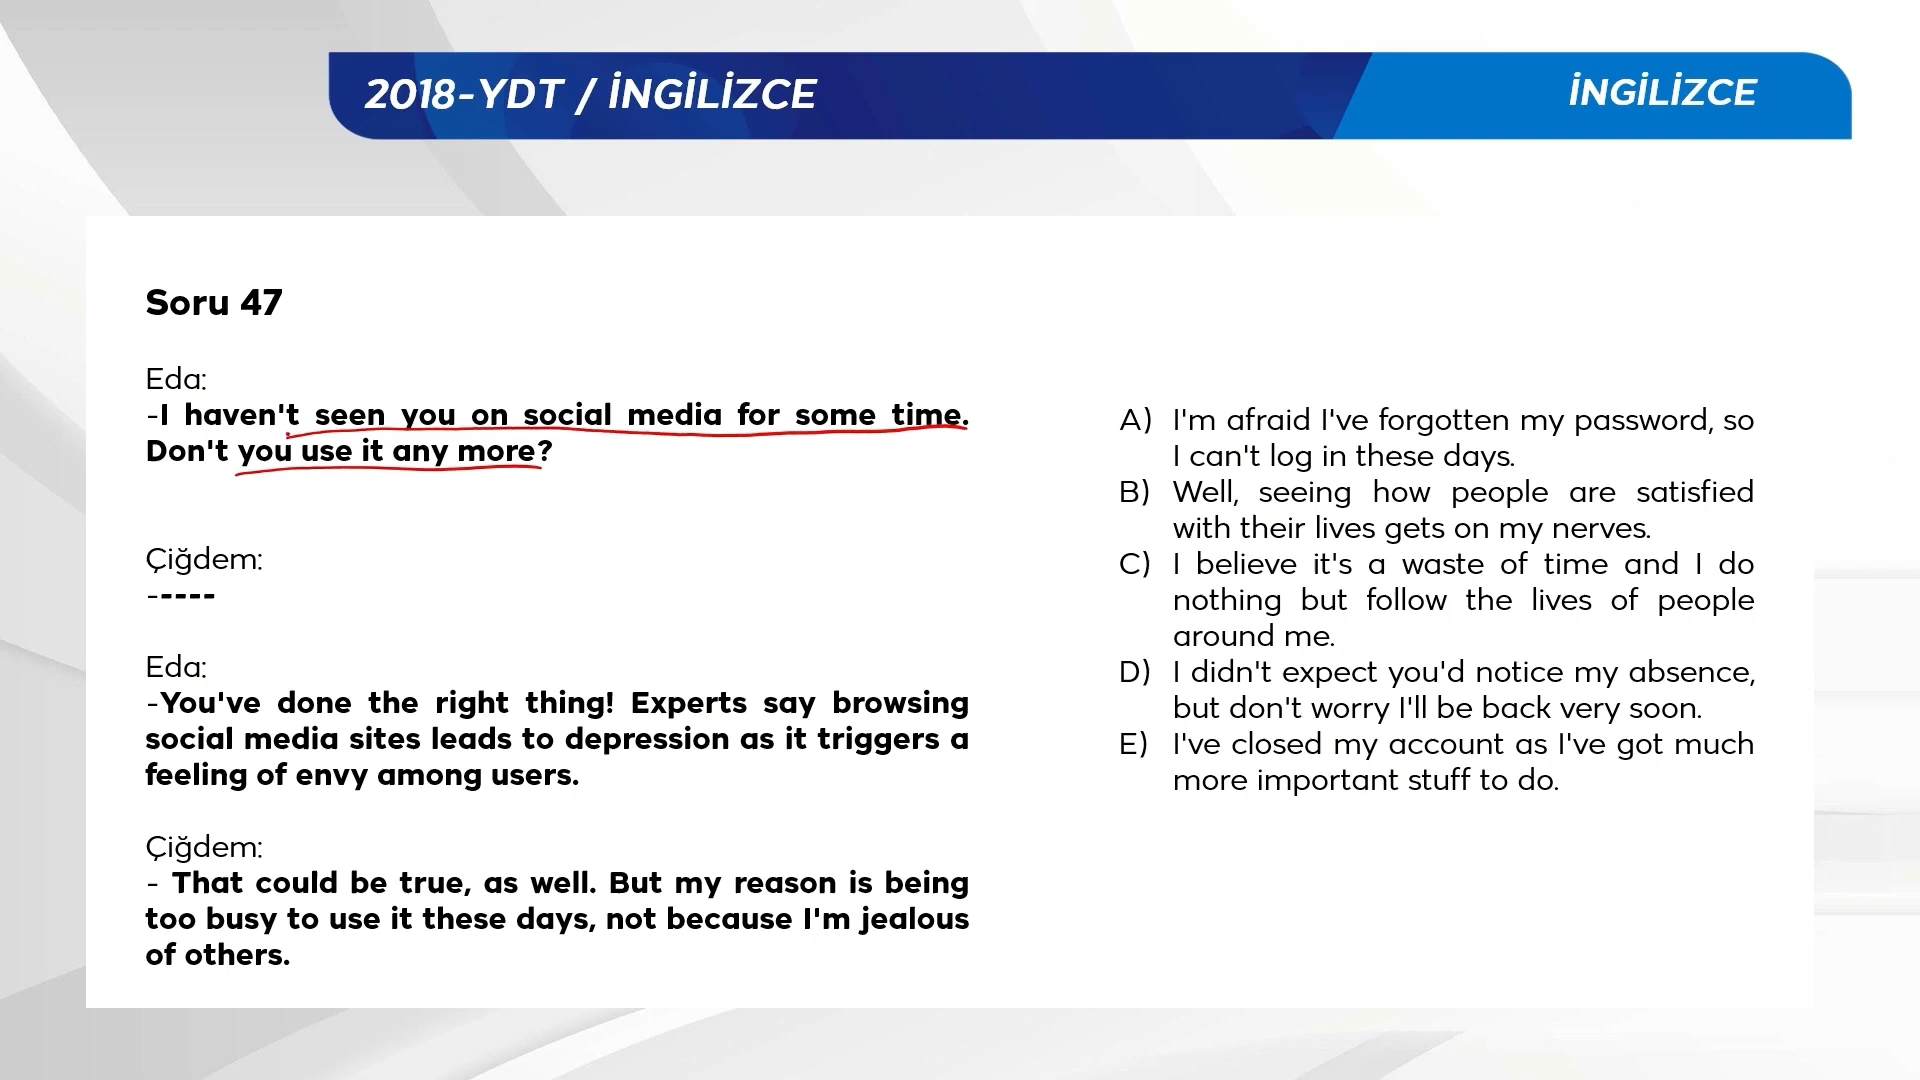 2018-YDT / İNGİLİZCE
İNGİLİZCE
Soru 47
Eda:
-I haven't seen you on social media for some time.
Don't you use it any more?
Çiğdem:
-----
Eda:
-You've done the right thing! Experts say browsing
social media sites leads to depression as it triggers a
feeling of envy among users.
Çiğdem:
- That could be true, as well. But my reason is being
too busy to use it these days, not because I'm jealous
of others.
A) I'm afraid I've forgotten my password, so
I can't log in these days.
B) Well, seeing how people are satisfied
with their lives gets on my nerves.
C) I believe it's a waste of time and I do
nothing but follow the lives of people
around me.
D) I didn't expect you'd notice my absence,
but don't worry I'll be back very soon.
E) I've closed my account as I've got much
more important stuff to do.